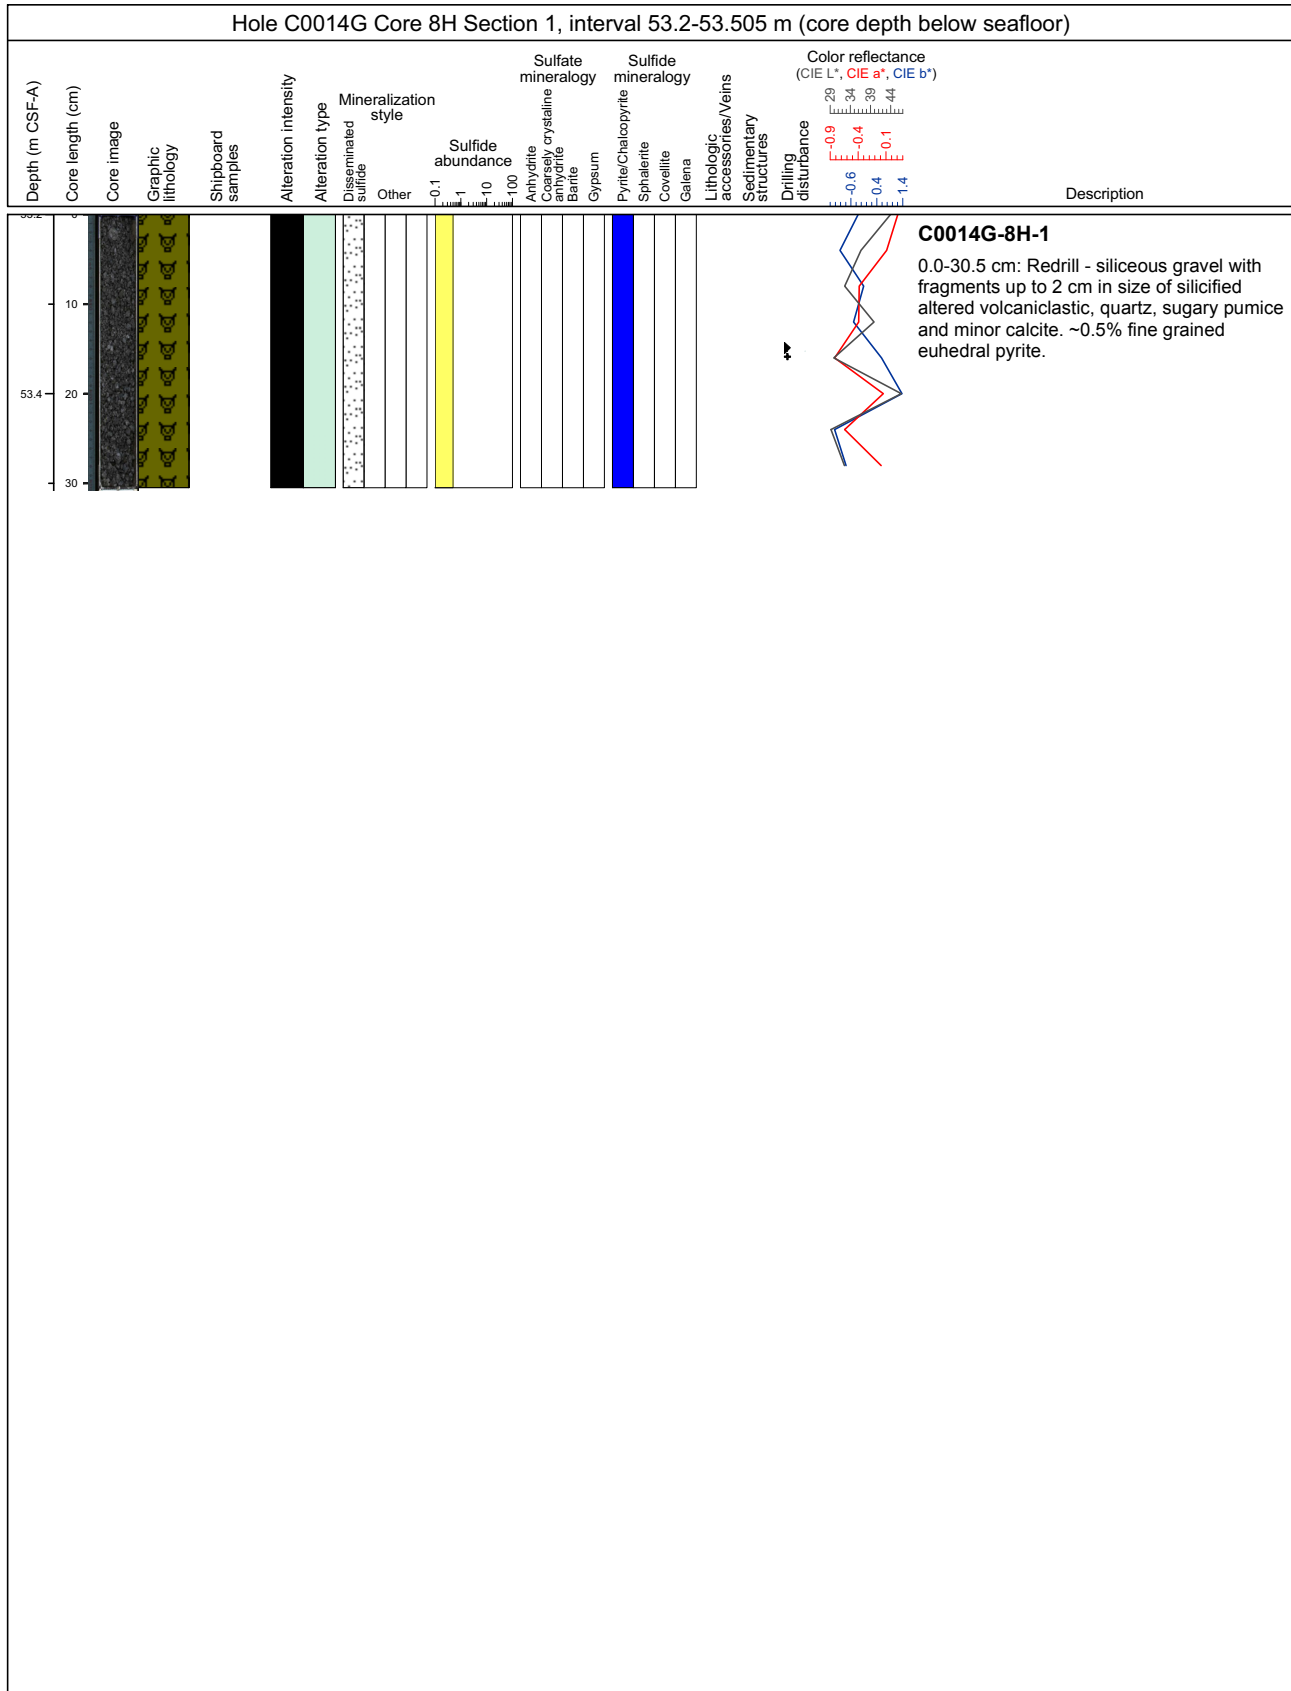 Hole C0014G Core 8H Section 1, interval 53.2-53.505 m (core depth below seafloor)
Depth (m CSF-A)
Core length (cm)
Core image
Graphic
lithology
Shipboard
samples
Alteration intensity
Alteration type
Mineralization
style
Disseminated
sulfide
Other
Sulfide
abundance
0.1
1
10
100
Sulfate
mineralogy
Anhydrite
Coarsely crystaline
anhydrite
Barite
Gypsum
Sulfide
mineralogy
Pyrite/Chalcopyrite
Sphalerite
Covellite
Galena
Lithologic
accessories/Veins
Sedimentary
structures
Drilling
disturbance
Color reflectance
(CIE L*, CIE a*, CIE b*)
29
34
39
44
-0.9
-0.4
0.1
-0.6
0.4
1.4
Description
53.2
0
10
53.4
20
30
C0014G-8H-1
0.0-30.5 cm: Redrill - siliceous gravel with
fragments up to 2 cm in size of silicified
altered volcaniclastic, quartz, sugary pumice
and minor calcite. ~0.5% fine grained
euhedral pyrite.